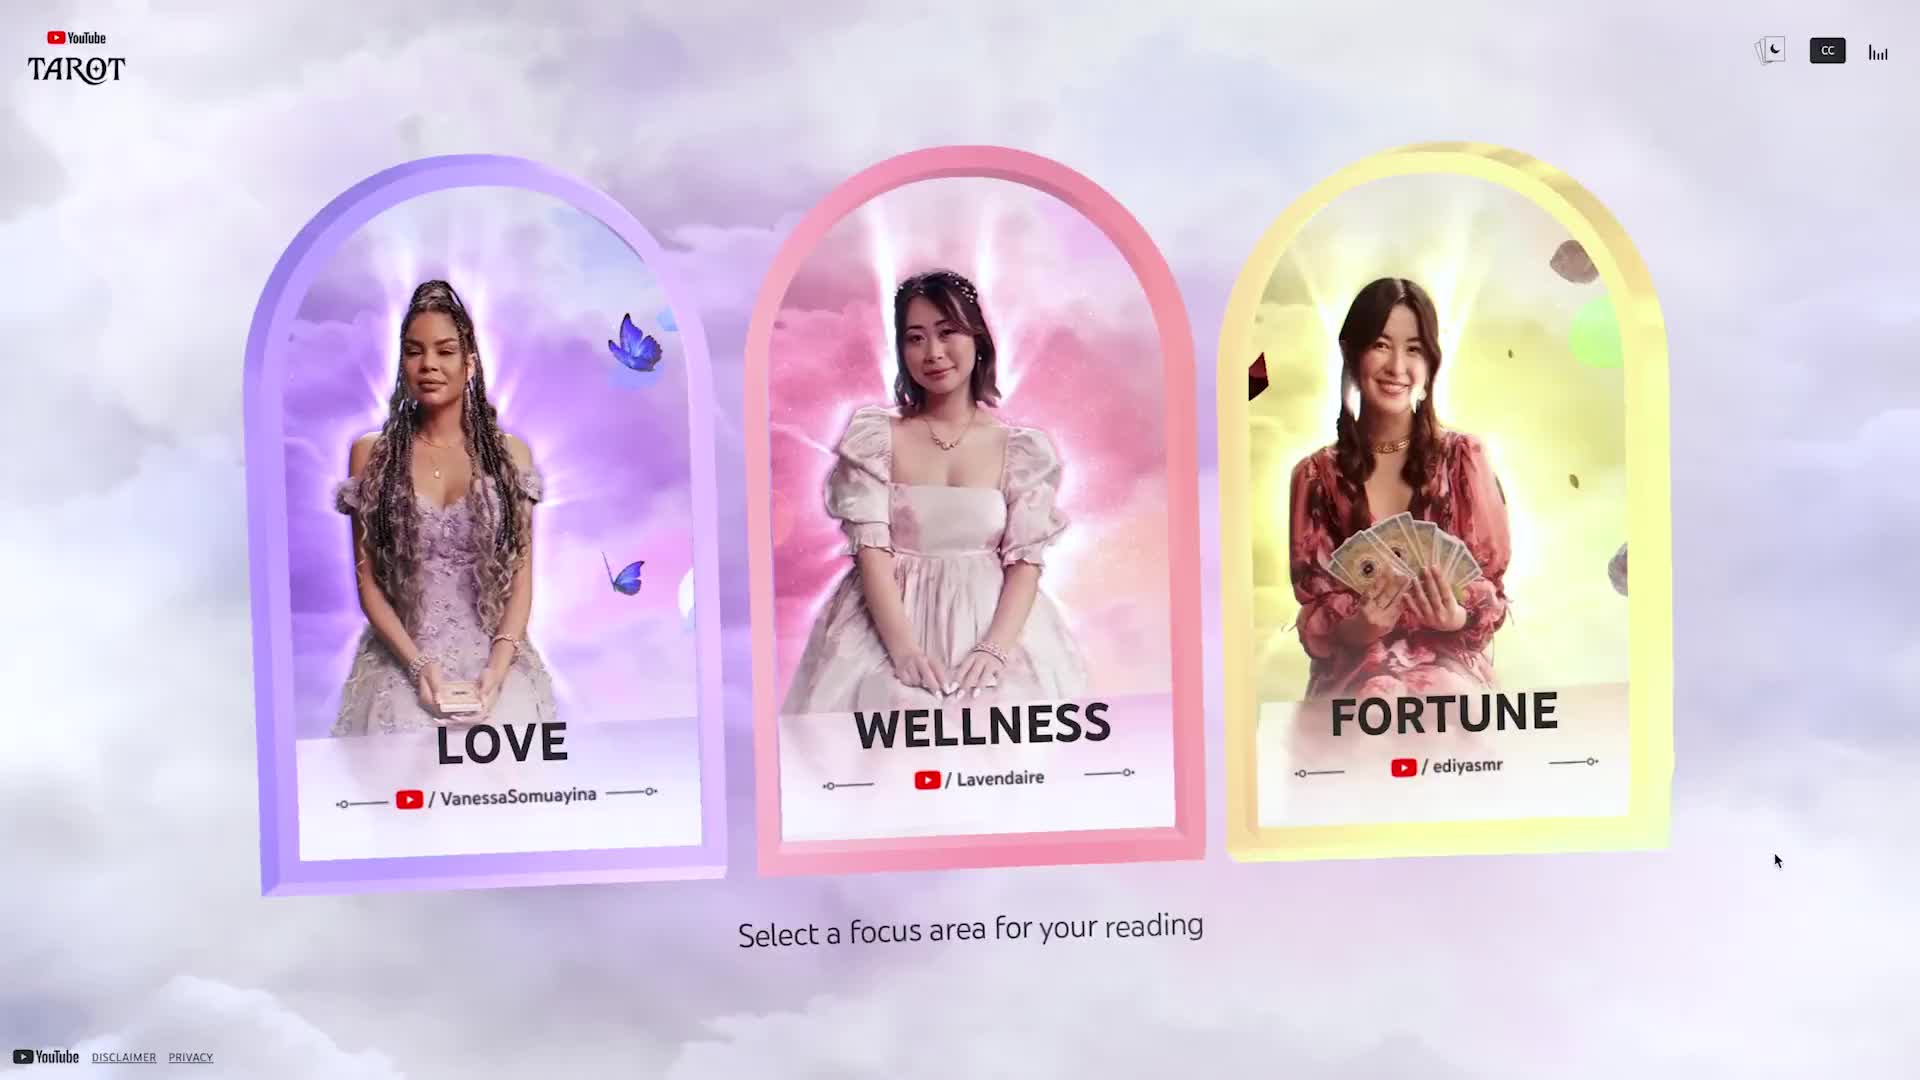 YouTube
TAROT
CC
LOVE
/ VanessaSomuayina
WELLNESS
/ Lavendaire
FORTUNE
/ ediyasmr
Select a focus area for your reading
YouTube DISCLAIMER PRIVACY